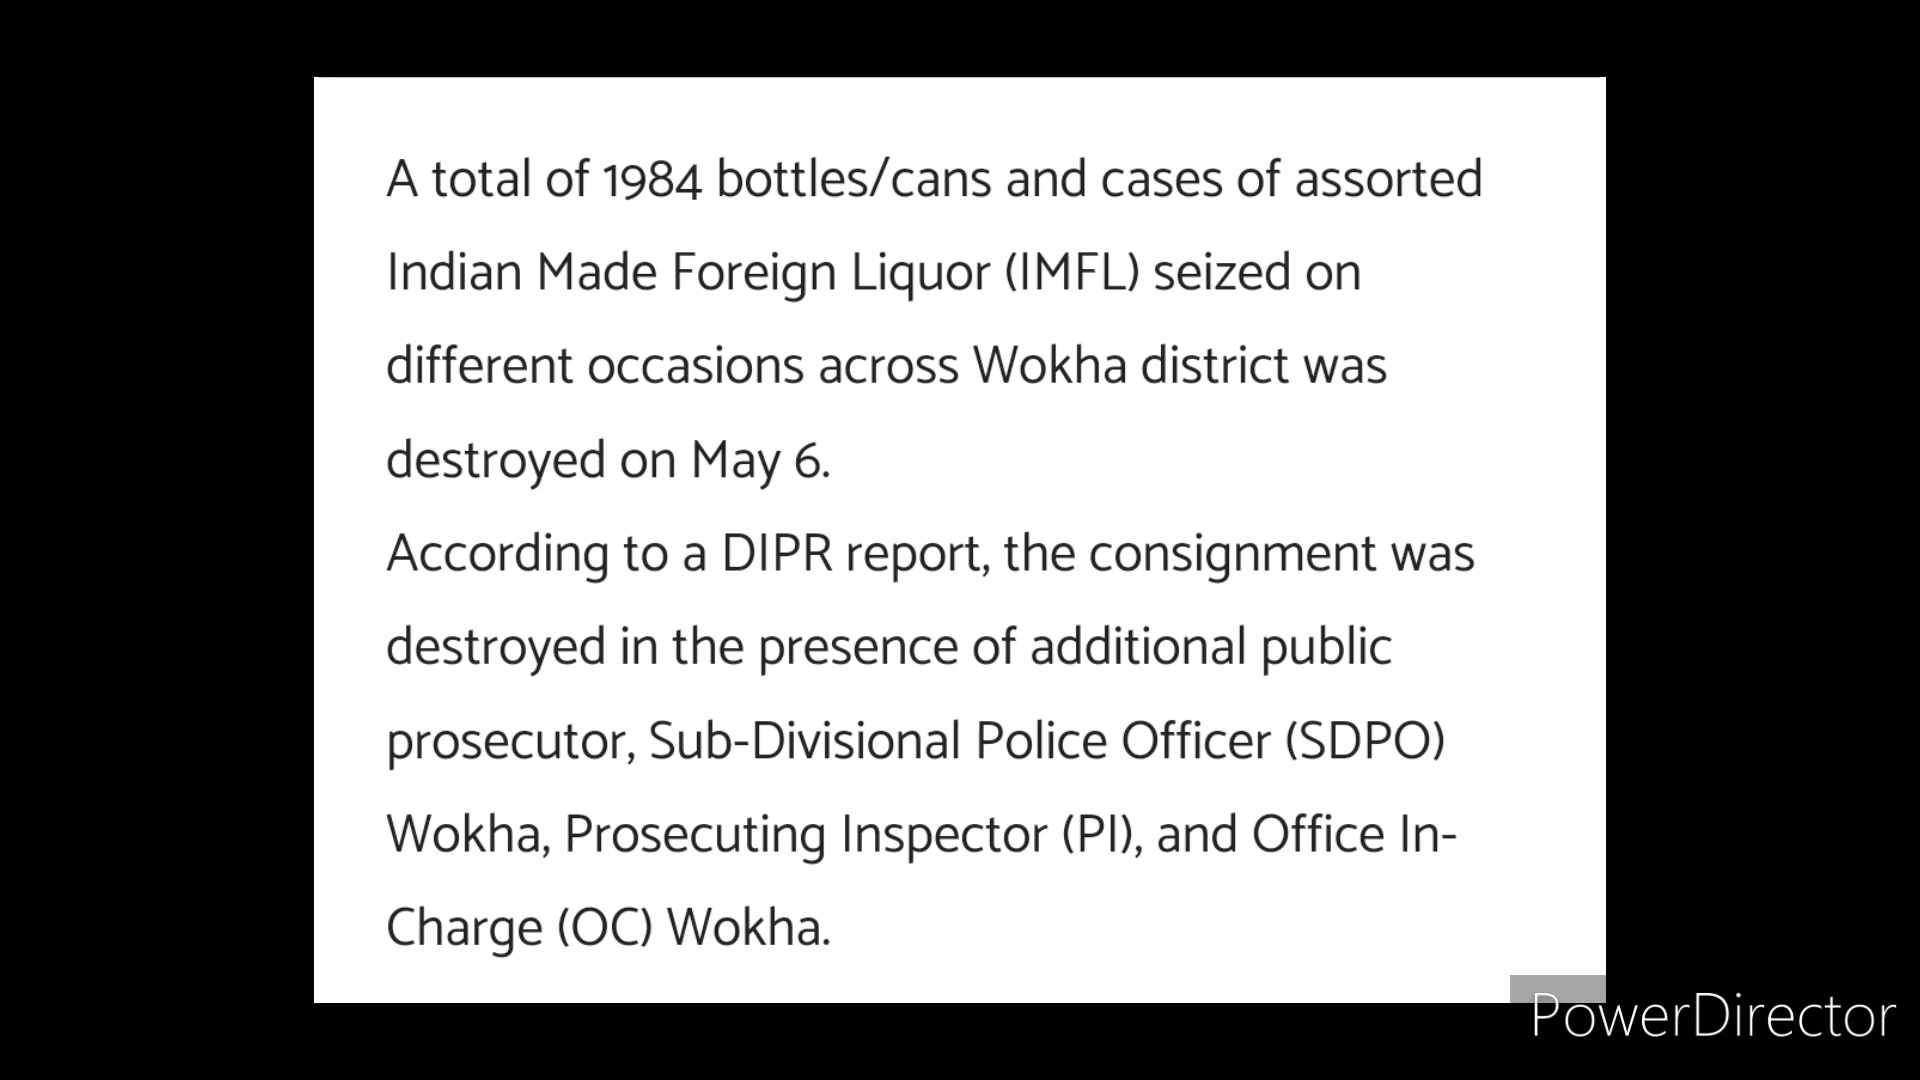 A total of 1984 bottles/cans and cases of assorted
Indian Made Foreign Liquor (IMFL) seized on
different occasions across Wokha district was
destroyed on May 6.
According to a DIPR report, the consignment was
destroyed in the presence of additional public
prosecutor, Sub-Divisional Police Officer (SDPO)
Wokha, Prosecuting Inspector (PI), and Office In-
Charge (OC) Wokha.
PowerDirector